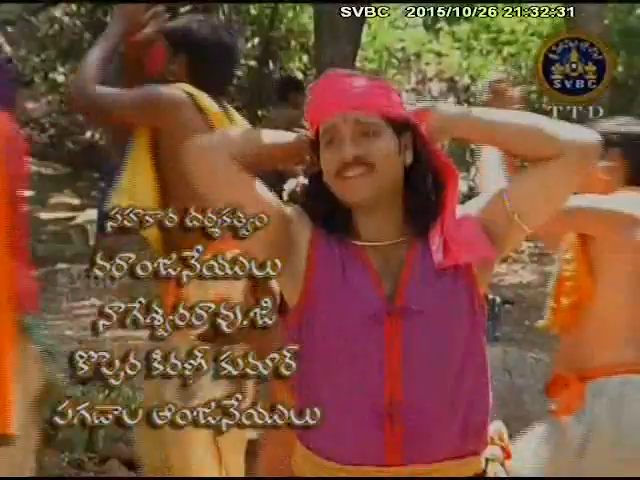 SVBC 2015/10/26 21:32:31
SVBC
TTD
సహకార దర్శకత్వం
వరాంజనేయులు
నాగేశ్వరరావు.జి
కొప్పెర కిరణ్ కుమార్
పగడాల ఆంజనేయులు